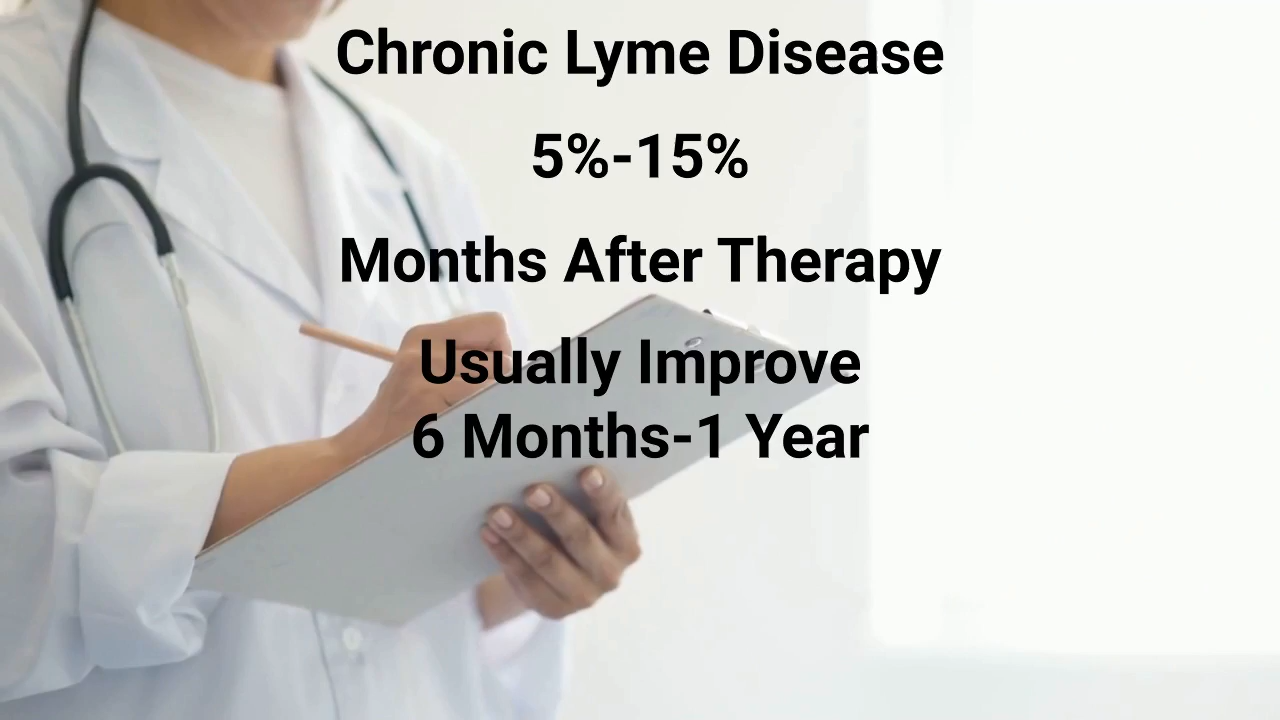 Chronic Lyme Disease
5%-15%
Months After Therapy
Usually Improve
6 Months-1 Year